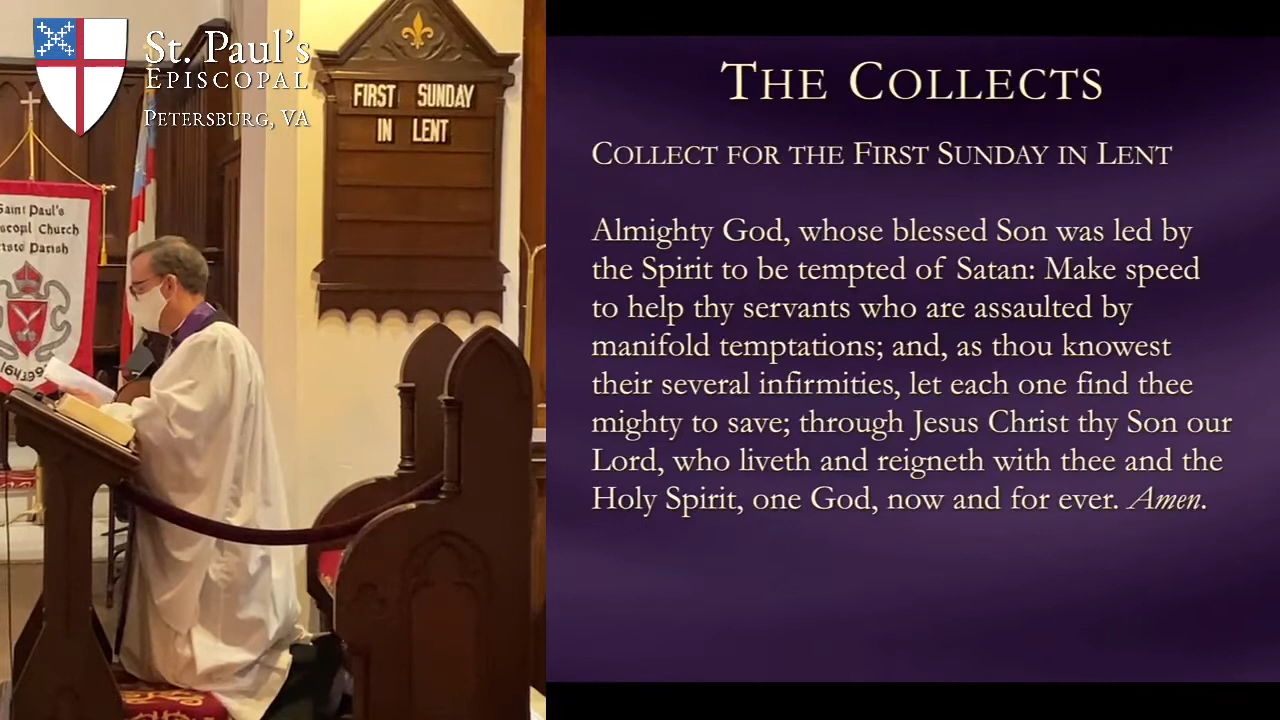 St. Paul's
Episcopal
Petersburg, VA
FIRST SUNDAY
IN LENT
Saint Paul's
Church
Parish
The Collects
Collect for the First Sunday in Lent
Almighty God, whose blessed Son was led by
the Spirit to be tempted of Satan: Make speed
to help thy servants who are assaulted by
manifold temptations; and, as thou knowest
their several infirmities, let each one find thee
mighty to save; through Jesus Christ thy Son our
Lord, who liveth and reigneth with thee and the
Holy Spirit, one God, now and for ever. Amen.